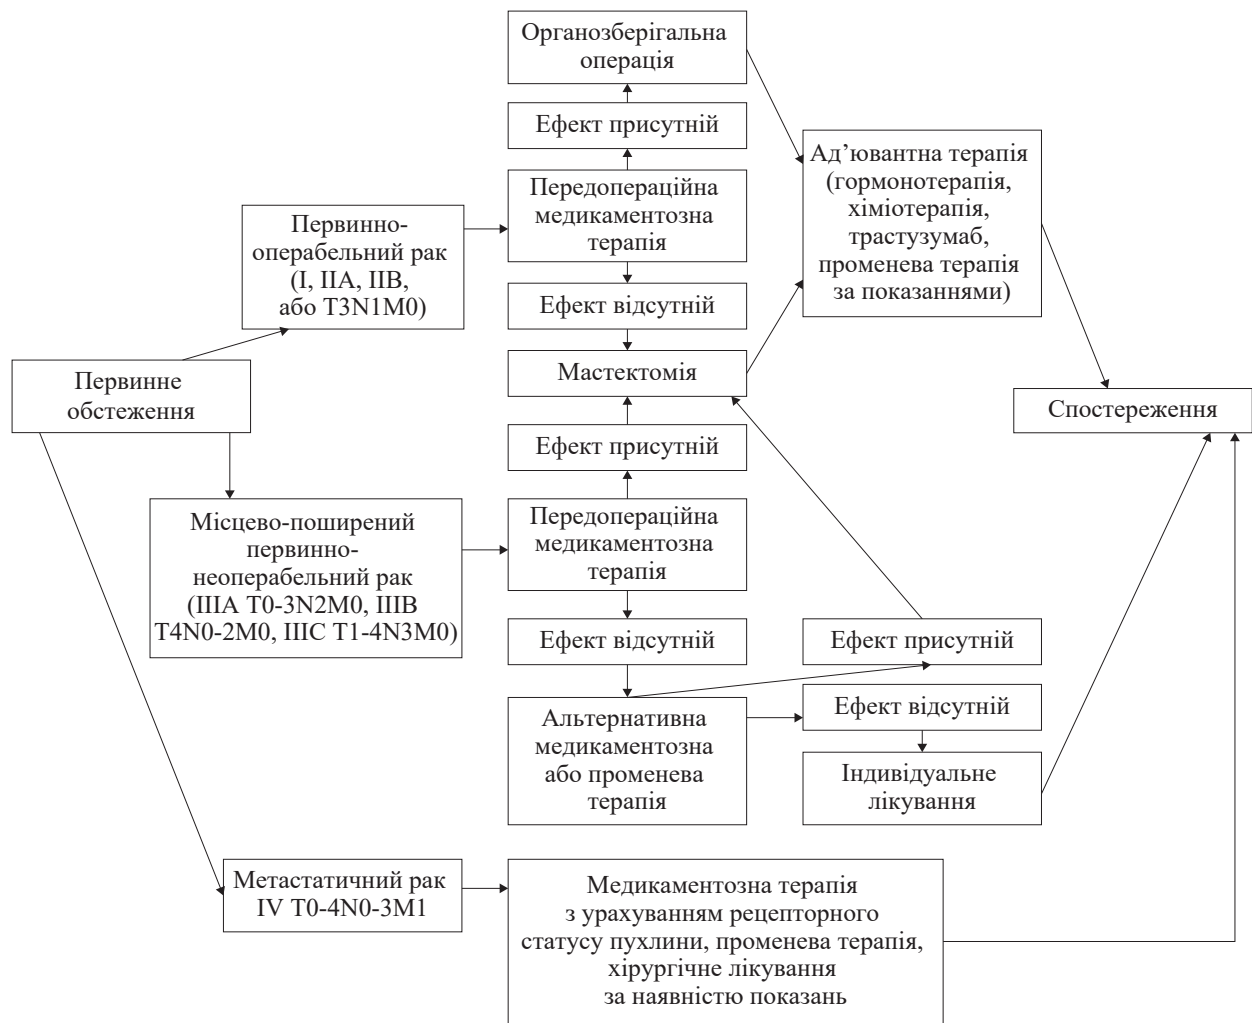 Органозберігальна
операція
Ефект присутній
Передопераційна
медикаментозна
терапія
Ефект відсутній
Мастектомія
Ефект присутній
Передопераційна
медикаментозна
терапія
Ефект відсутній
Альтернативна
медикаментозна
або променева
терапія
Первинно-
операбельний рак
(I, IIA, IIB,
або T3N1M0)
Первинне
обстеження
Місцево-поширений
первинно-
неоперабельний рак
(IIIA T0-3N2M0, IIIB
T4N0-2M0, IIIC T1-4N3M0)
Метастатичний рак
IV T0-4N0-3M1
Медикаментозна терапія
з урахуванням рецепторного
статусу пухлини, променева терапія,
хірургічне лікування
за наявністю показань
Ад’ювантна терапія
(гормонотерапія,
хіміотерапія,
трастузумаб,
променева терапія
за показаннями)
Спостереження
Ефект присутній
Ефект відсутній
Індивідуальне
лікування